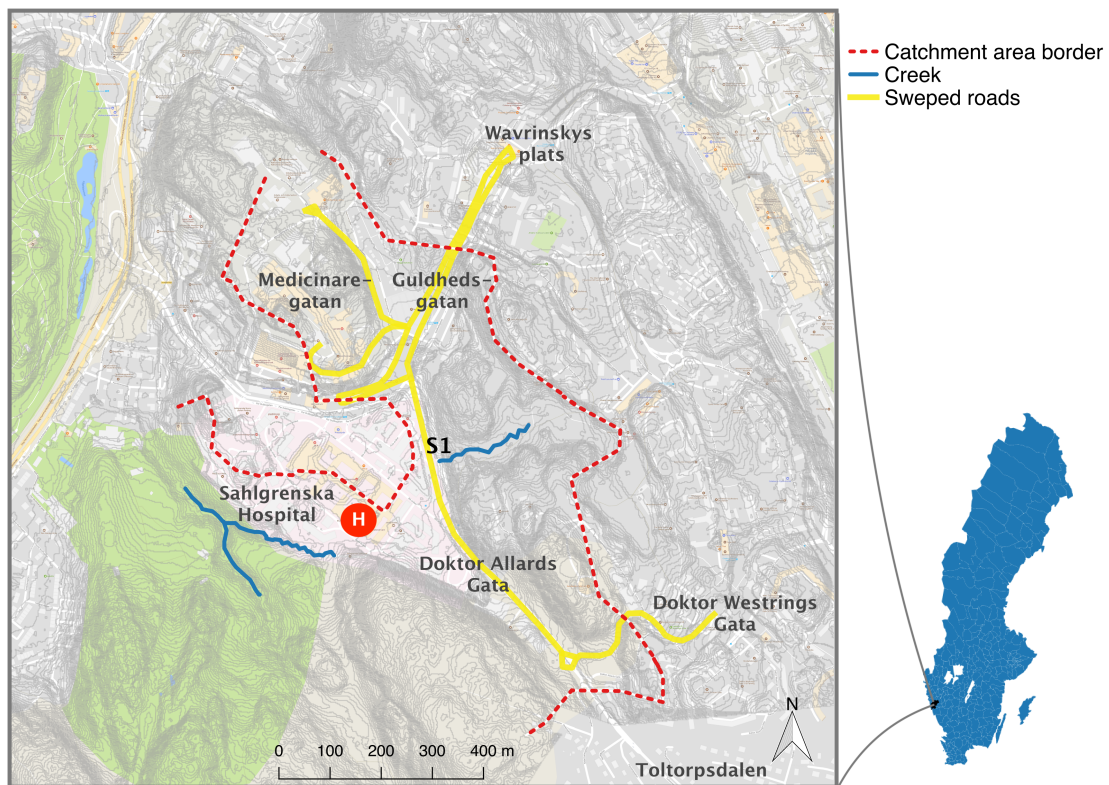 Catchment area border
Creek
Sweped roads
Wavrinskys
plats
Medicinare-
gatan
Guldheds-
gatan
S1
Sahlgrenska
Hospital
H
Doktor Allards
Gata
Doktor Westrings
Gata
N
0 100 200 300 400 m
Toltorpsdalen